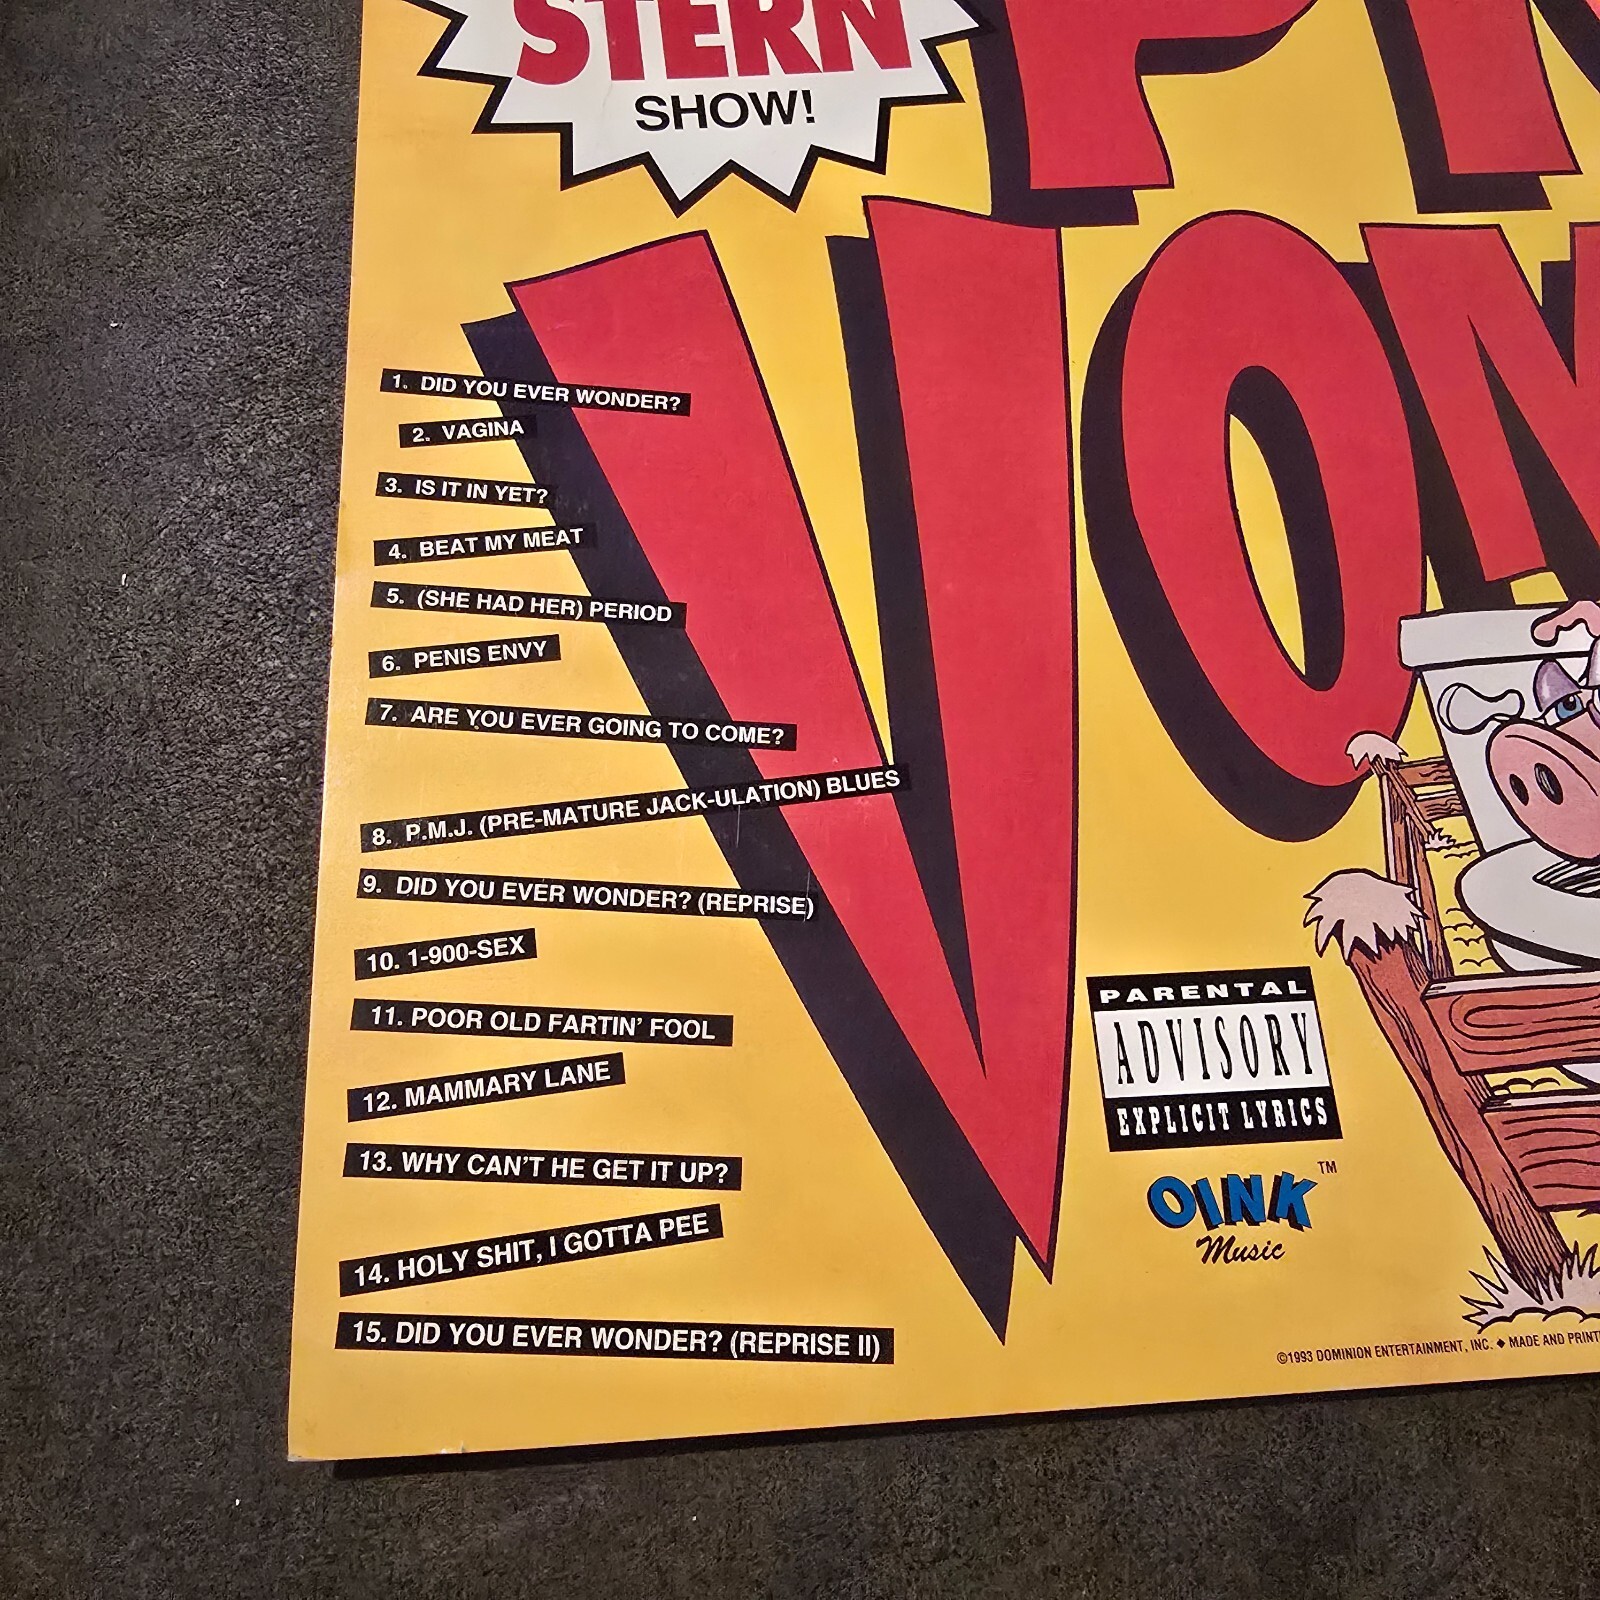 STERN
SHOW!
VOM
1. DID YOU EVER WONDER?
2. VAGINA
3. IS IT IN YET?
4. BEAT MY MEAT
5. (SHE HAD HER) PERIOD
6. PENIS ENVY
7. ARE YOU EVER GOING TO COME?
8. P.M.J. (PRE-MATURE JACK-ULATION) BLUES
9. DID YOU EVER WONDER? (REPRISE)
10. 1-900-SEX
11. POOR OLD FARTIN' FOOL
12. MAMMARY LANE
13. WHY CAN'T HE GET IT UP?
14. HOLY SHIT, I GOTTA PEE
15. DID YOU EVER WONDER? (REPRISE II)
PARENTAL
ADVISORY
EXPLICIT LYRICS
OINK™
Music
©1993 DOMINION ENTERTAINMENT, INC. ◆ MADE AND